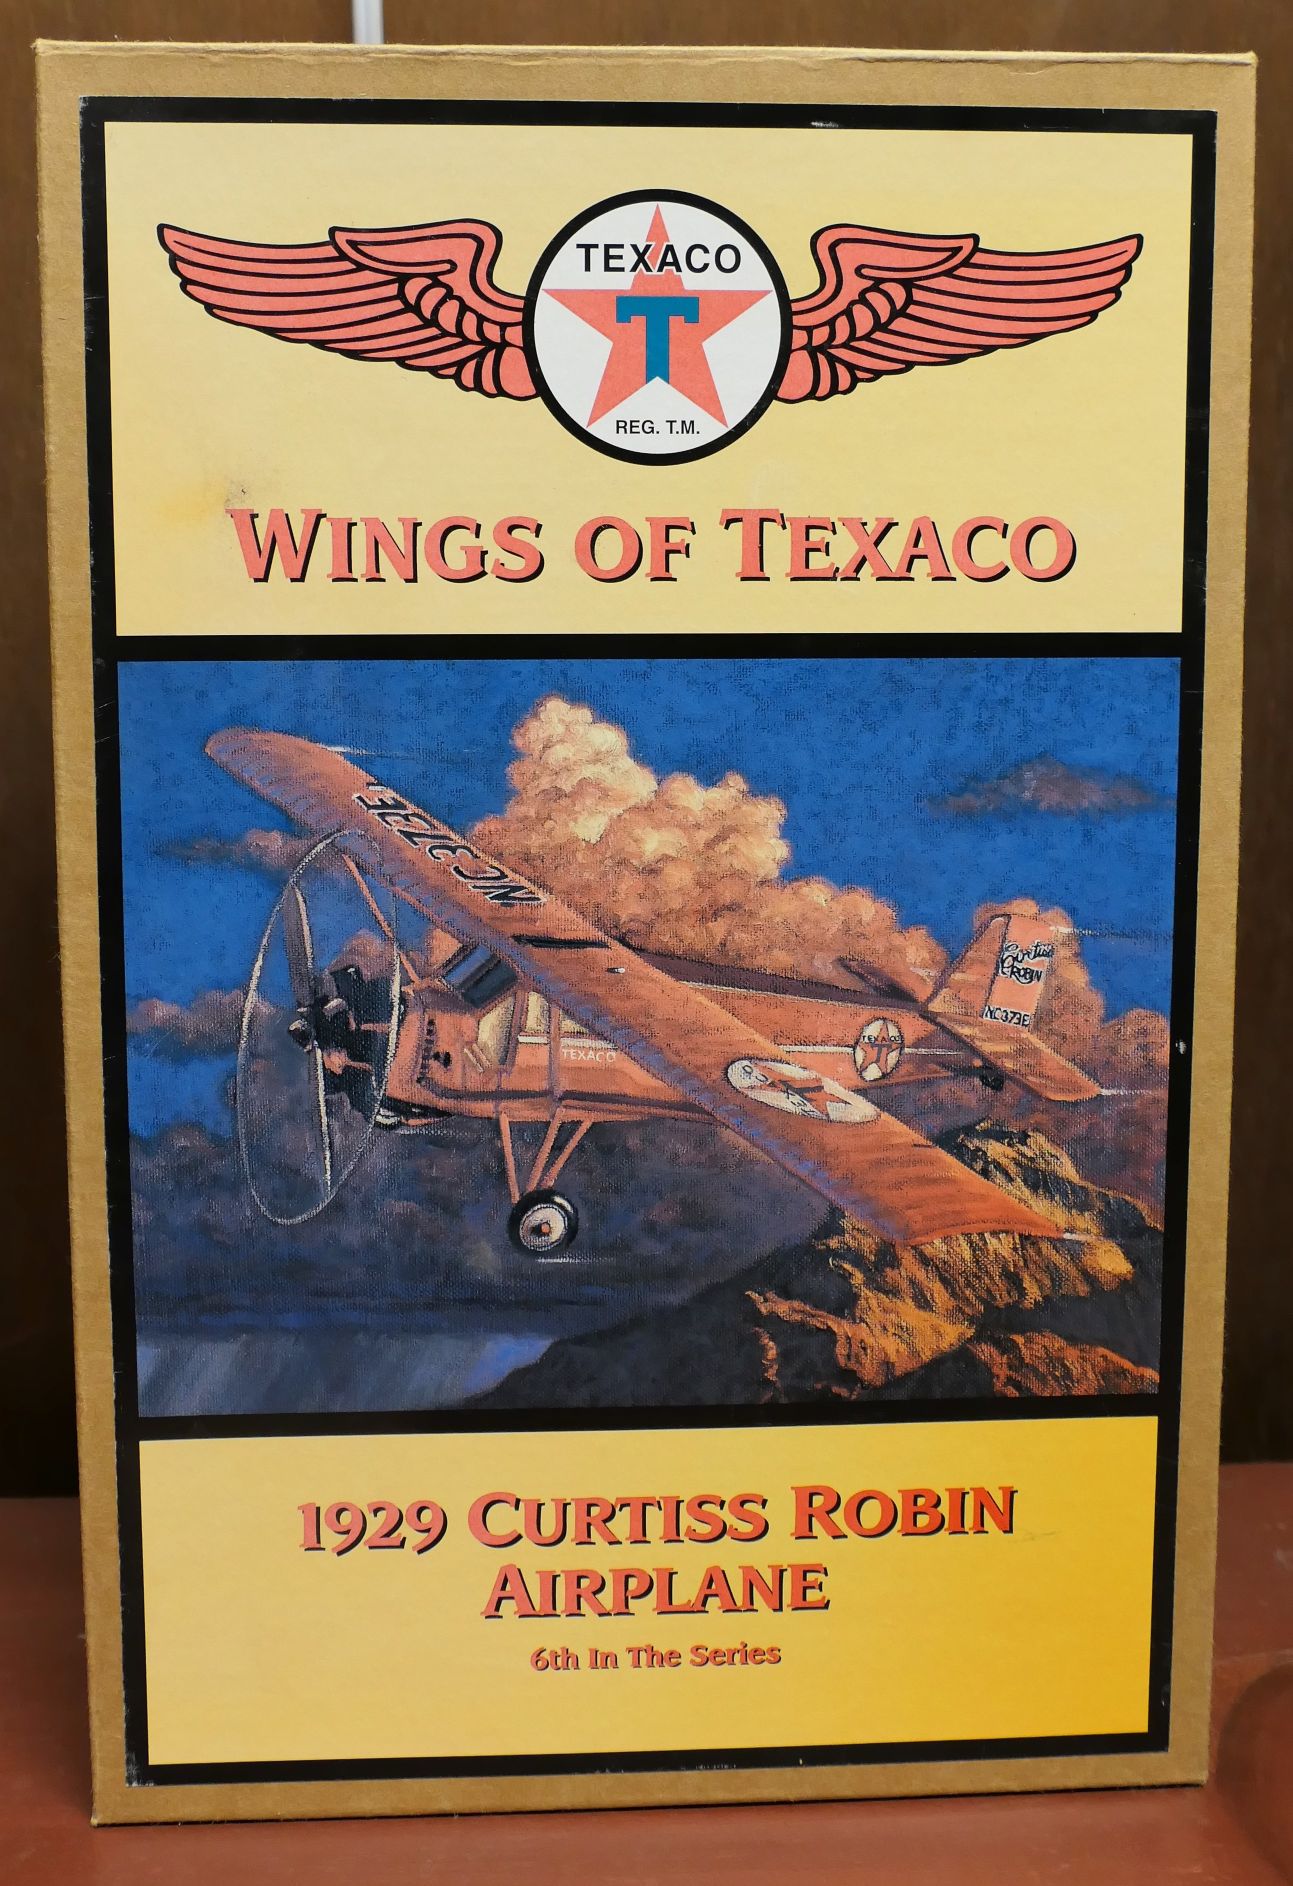 TEXACO
T
REG. T.M.
WINGS OF TEXACO
NC373E
Curtiss
ROBIN
NC373E
TEXACO
TEXACO
T
TEXACO
1929 CURTISS ROBIN
AIRPLANE
6th In The Series